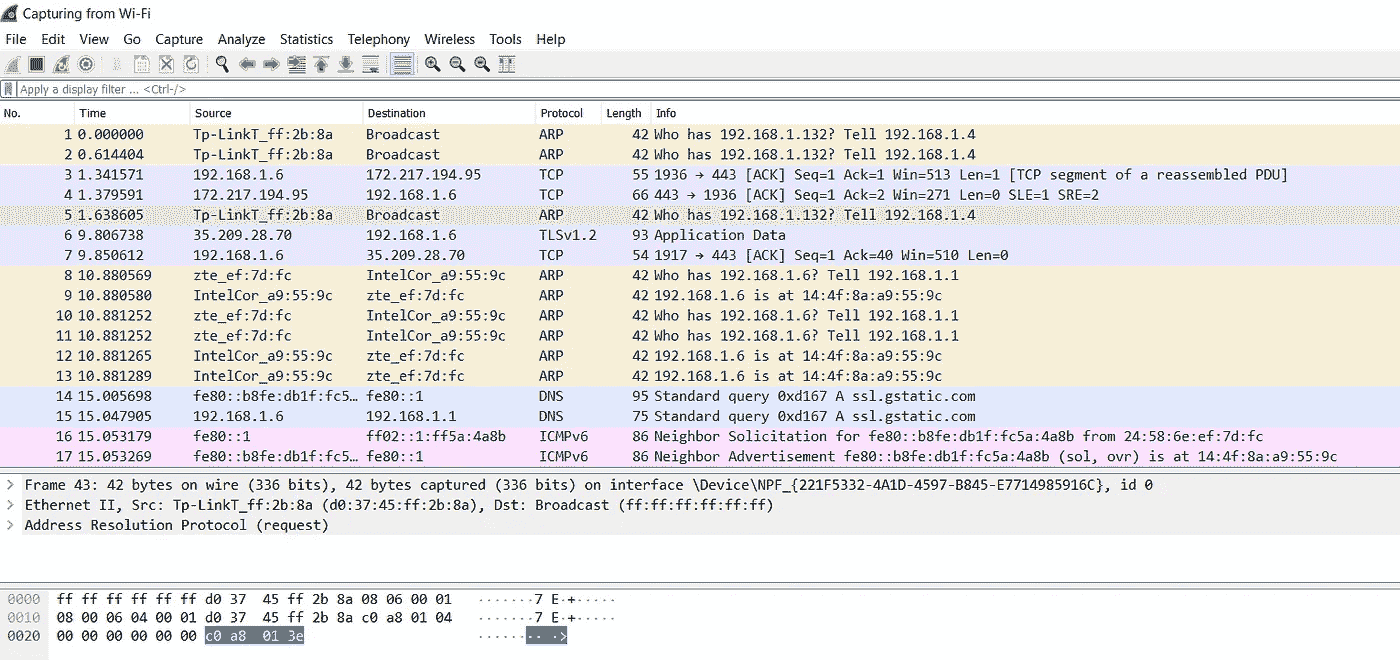 Capturing from Wi-Fi
File Edit View Go Capture Analyze Statistics Telephony Wireless Tools Help
Apply a display filter ... <Ctrl-/>
No. Time Source Destination Protocol Length Info
1 0.000000 Tp-LinkT_ff:2b:8a Broadcast ARP 42 Who has 192.168.1.132? Tell 192.168.1.4
2 0.614404 Tp-LinkT_ff:2b:8a Broadcast ARP 42 Who has 192.168.1.132? Tell 192.168.1.4
3 1.341571 192.168.1.6 172.217.194.95 TCP 55 1936 → 443 [ACK] Seq=1 Ack=1 Win=513 Len=1 [TCP segment of a reassembled PDU]
4 1.379591 172.217.194.95 192.168.1.6 TCP 66 443 → 1936 [ACK] Seq=1 Ack=2 Win=271 Len=0 SLE=1 SRE=2
5 1.638605 Tp-LinkT_ff:2b:8a Broadcast ARP 42 Who has 192.168.1.132? Tell 192.168.1.4
6 9.806738 35.209.28.70 192.168.1.6 TLSv1.2 93 Application Data
7 9.850612 192.168.1.6 35.209.28.70 TCP 54 1917 → 443 [ACK] Seq=1 Ack=40 Win=510 Len=0
8 10.880569 zte_ef:7d:fc IntelCor_a9:55:9c ARP 42 Who has 192.168.1.6? Tell 192.168.1.1
9 10.880580 IntelCor_a9:55:9c zte_ef:7d:fc ARP 42 192.168.1.6 is at 14:4f:8a:a9:55:9c
10 10.881252 zte_ef:7d:fc IntelCor_a9:55:9c ARP 42 Who has 192.168.1.6? Tell 192.168.1.1
11 10.881252 zte_ef:7d:fc IntelCor_a9:55:9c ARP 42 Who has 192.168.1.6? Tell 192.168.1.1
12 10.881265 IntelCor_a9:55:9c zte_ef:7d:fc ARP 42 192.168.1.6 is at 14:4f:8a:a9:55:9c
13 10.881289 IntelCor_a9:55:9c zte_ef:7d:fc ARP 42 192.168.1.6 is at 14:4f:8a:a9:55:9c
14 15.005698 fe80::b8fe:db1f:fc5… fe80::1 DNS 95 Standard query 0xd167 A ssl.gstatic.com
15 15.047905 192.168.1.6 192.168.1.1 DNS 75 Standard query 0xd167 A ssl.gstatic.com
16 15.053179 fe80::1 ff02::1:ff5a:4a8b ICMPv6 86 Neighbor Solicitation for fe80::b8fe:db1f:fc5a:4a8b from 24:58:6e:ef:7d:fc
17 15.053269 fe80::b8fe:db1f:fc5… fe80::1 ICMPv6 86 Neighbor Advertisement fe80::b8fe:db1f:fc5a:4a8b (sol, ovr) is at 14:4f:8a:a9:55:9c
Frame 43: 42 bytes on wire (336 bits), 42 bytes captured (336 bits) on interface \Device\NPF_{221F5332-4A1D-4597-B845-E7714985916C}, id 0
Ethernet II, Src: Tp-LinkT_ff:2b:8a (d0:37:45:ff:2b:8a), Dst: Broadcast (ff:ff:ff:ff:ff:ff)
Address Resolution Protocol (request)
0000 ff ff ff ff ff ff d0 37 45 ff 2b 8a 08 06 00 01 ·······7 E·+·····
0010 08 00 06 04 00 01 d0 37 45 ff 2b 8a c0 a8 01 04 ·······7 E·+·····
0020 00 00 00 00 00 00 c0 a8 01 3e ········ ·>